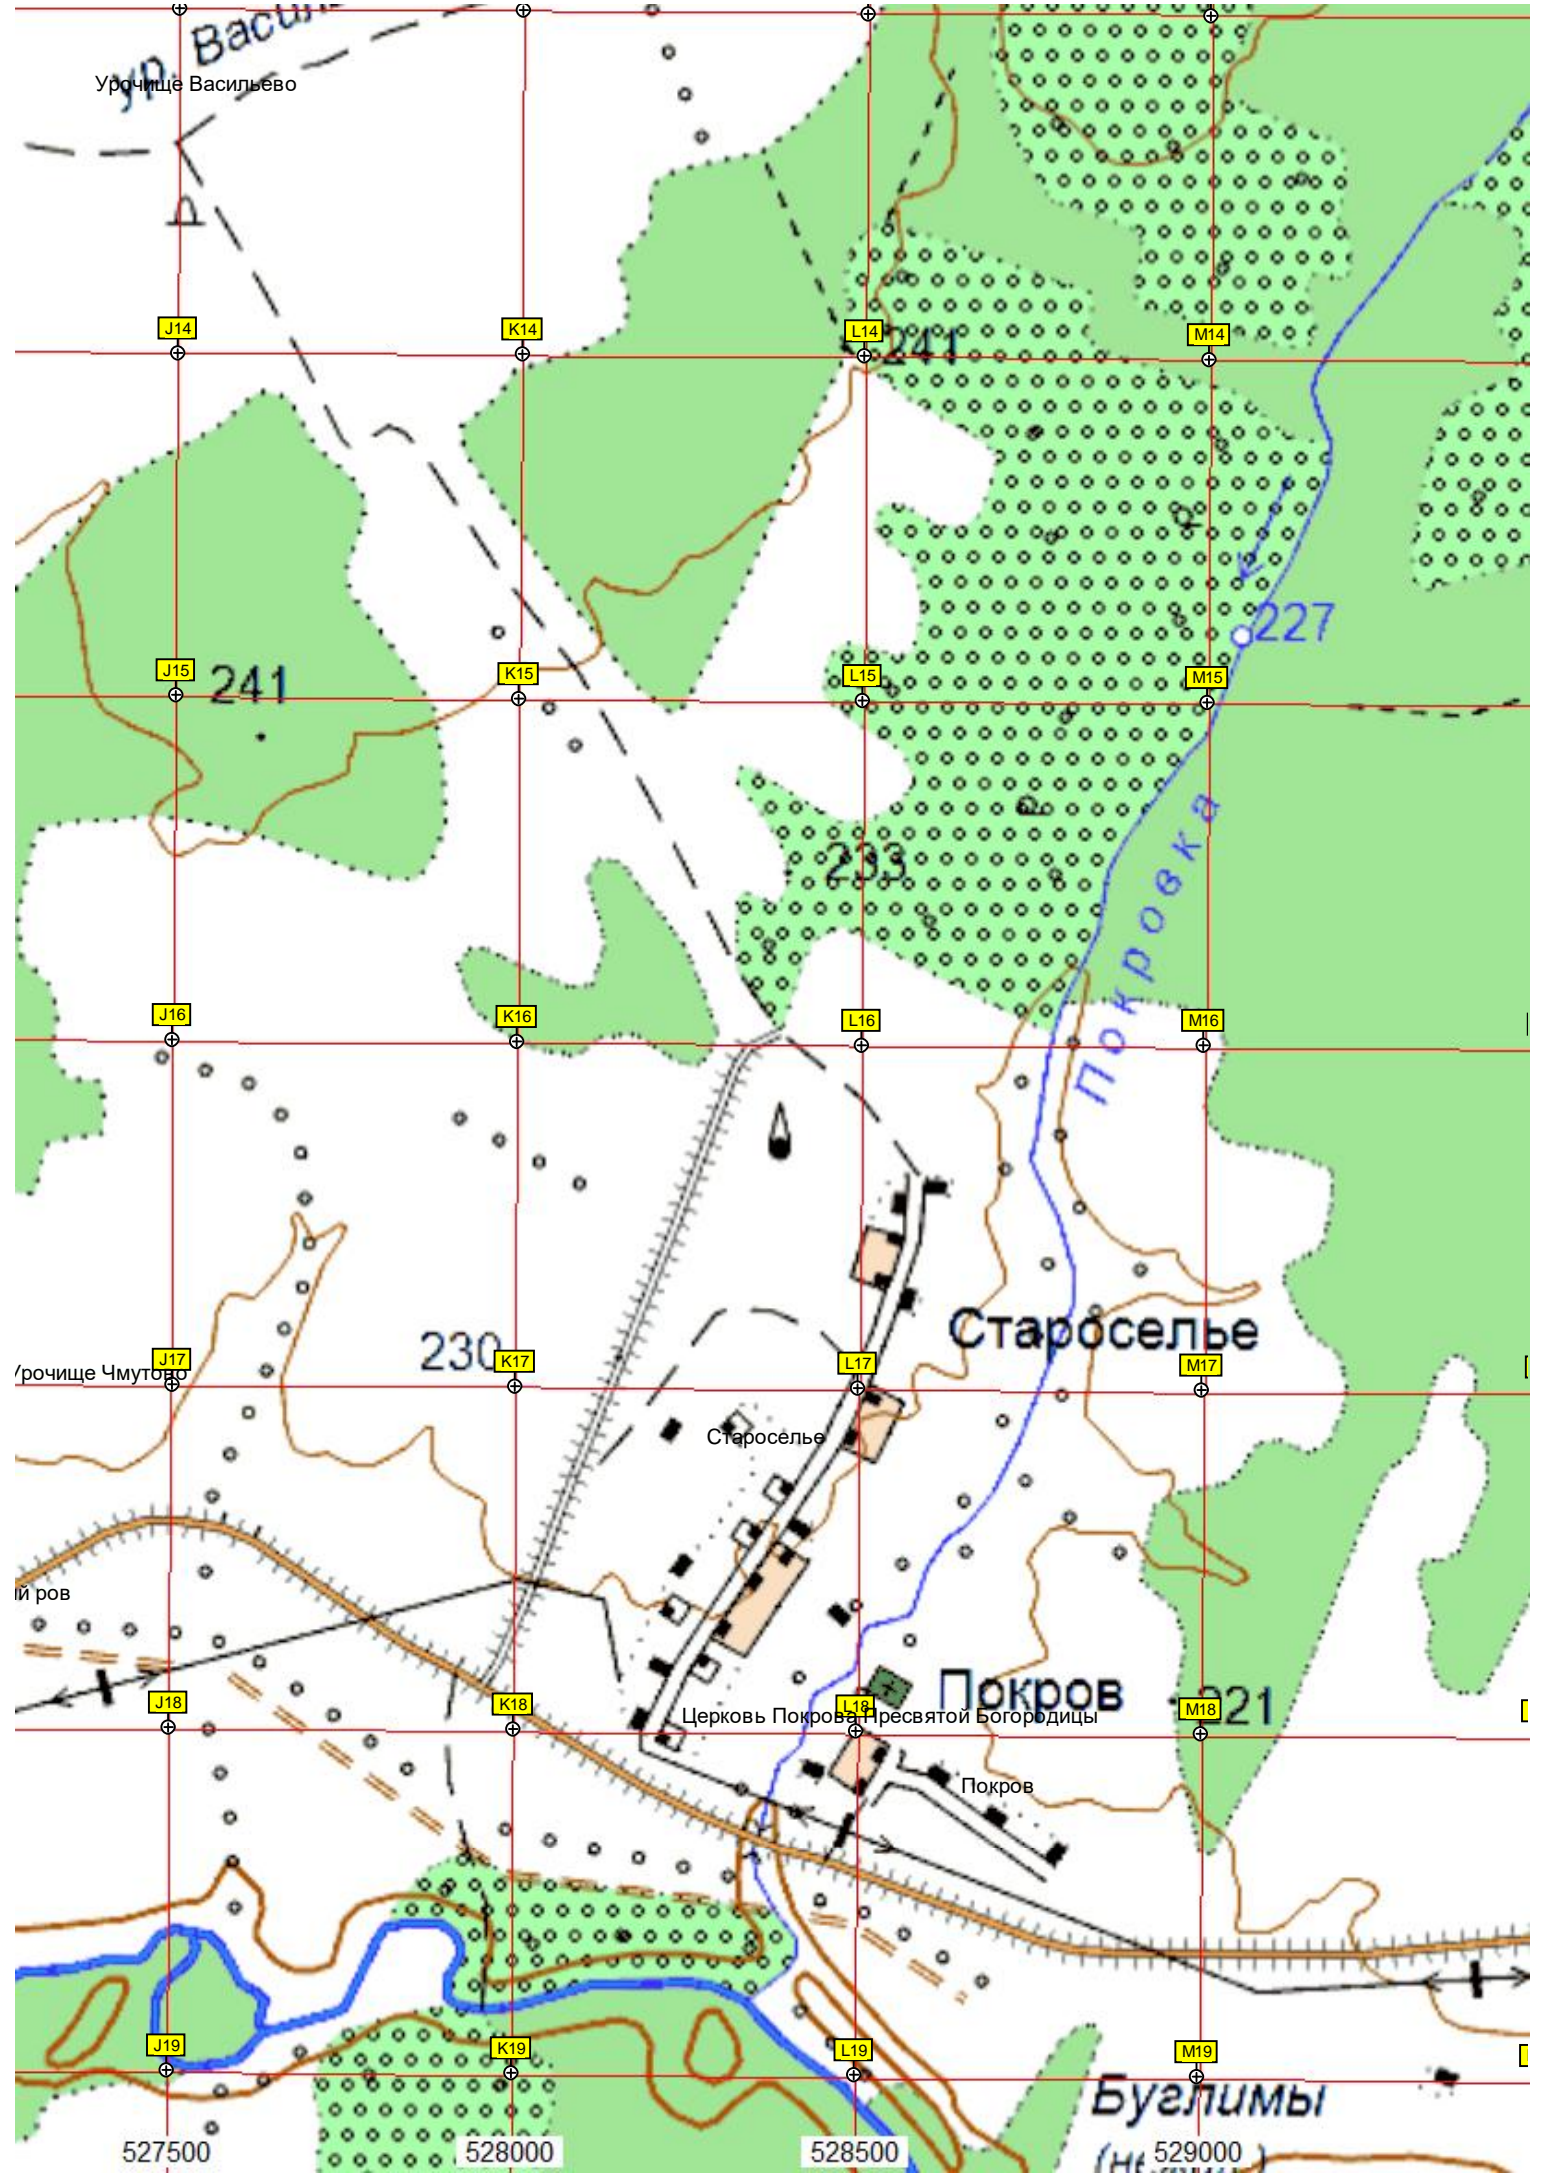 ур. Василь
Урочище Васильево
J14
K14
L14
241
M14
227
J15
241
K15
L15
M15
233
Покровка
J16
K16
L16
M16
Староселье
230
J17
K17
L17
M17
Урочище Чмутово
Староселье
й ров
Покров
J18
K18
L18
M18
221
Церковь Покрова Пресвятой Богородицы
Покров
J19
K19
L19
M19
Буглимы
527500
528000
528500
529000